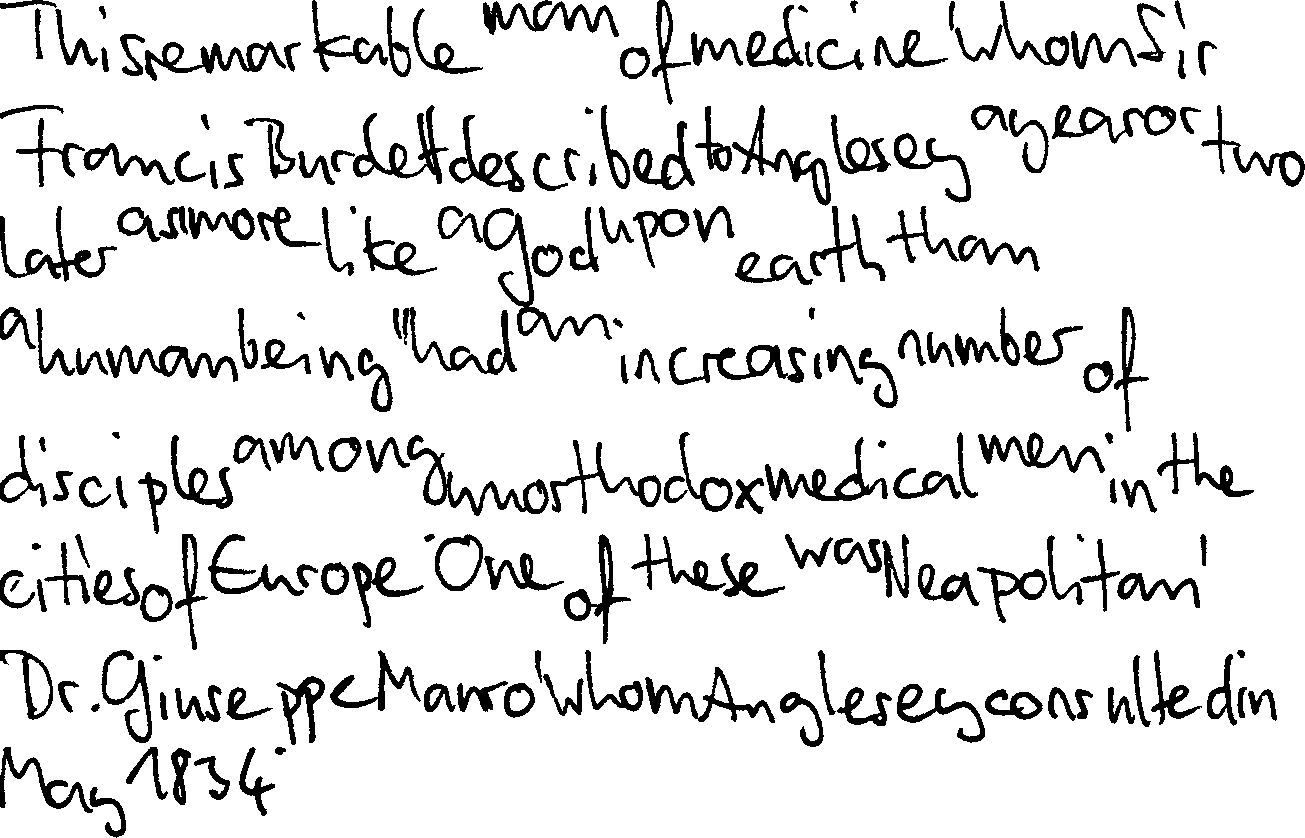 This remarkable man of medicine, whom Sir
Francis Burdett described to Anglesey a year or two
later as "more like a god upon earth than
a human being" had an increasing number of
disciples among unorthodox medical men in the
cities of Europe. One of these was Neapolitan,
Dr. Giuseppe Mauro, whom Anglesey consulted in
May 1834.